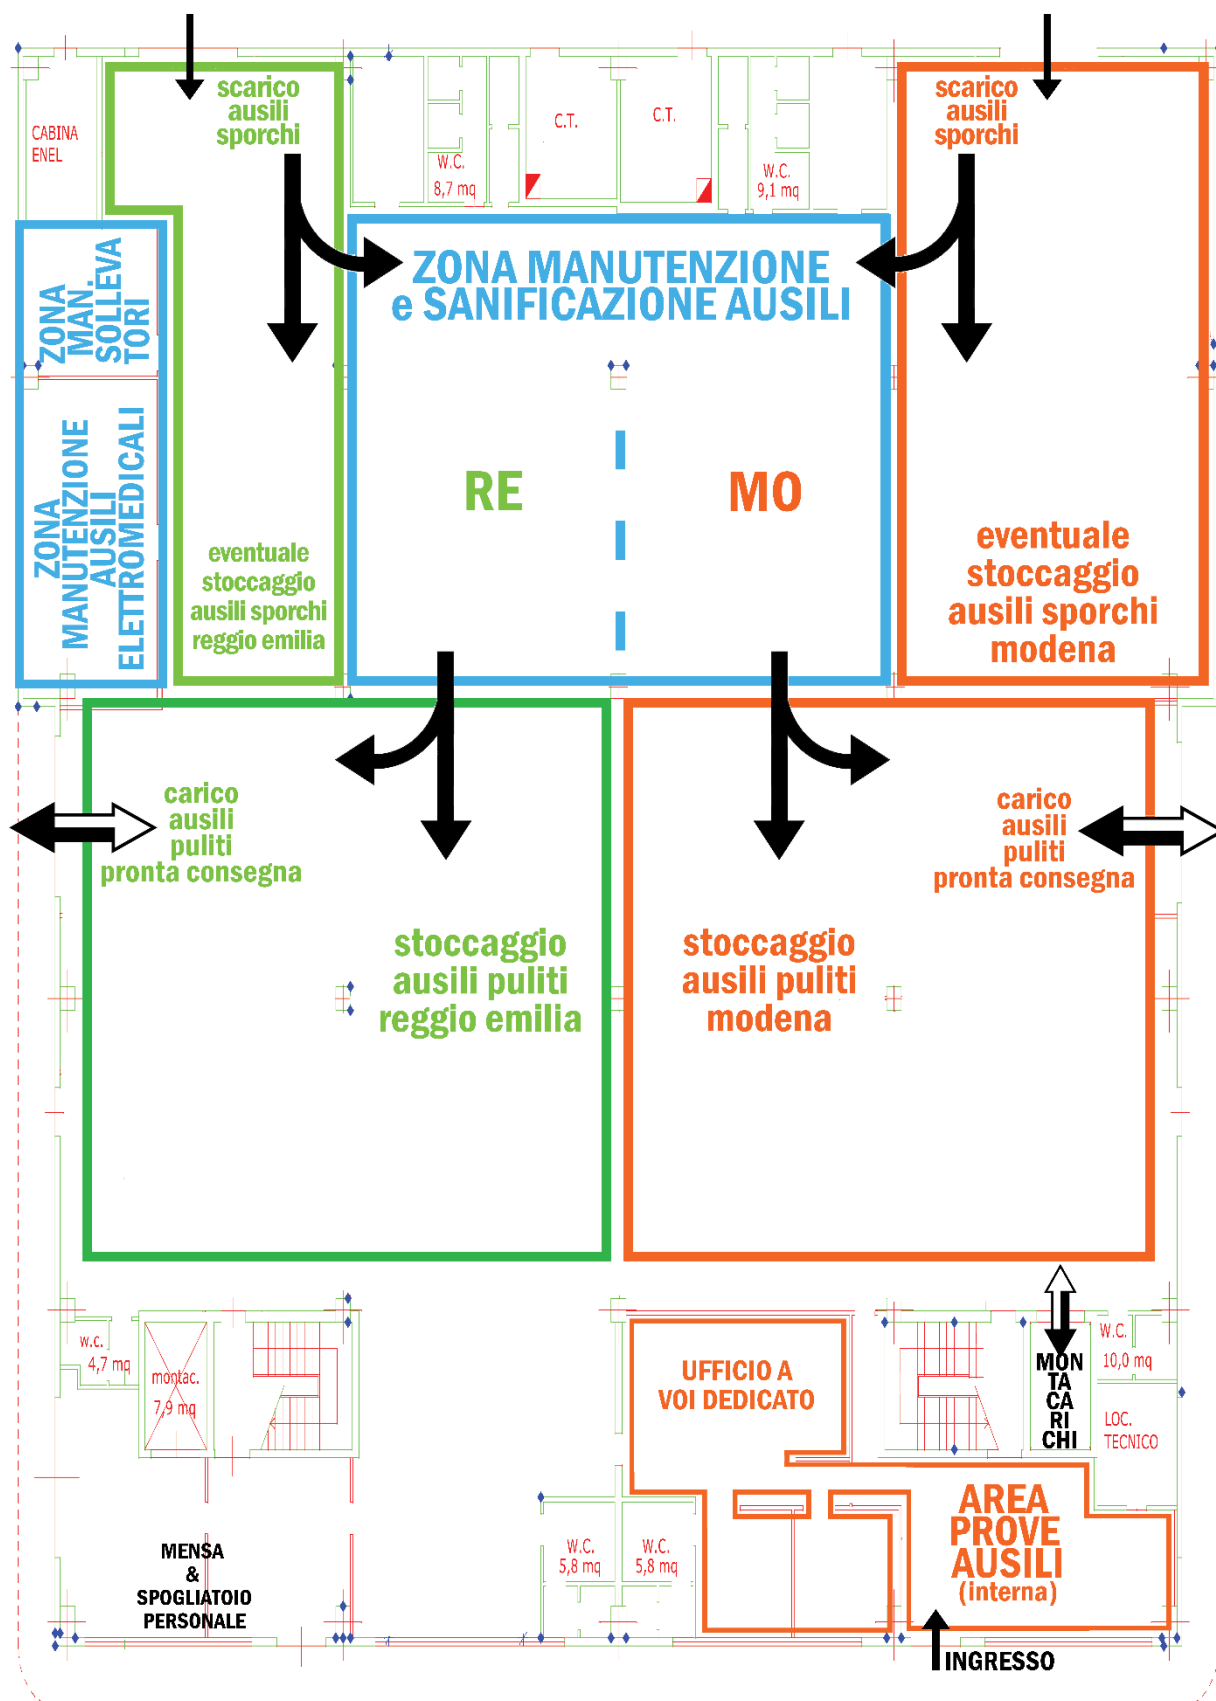 scarico
ausili
sporchi
scarico
ausili
sporchi
CABINA
ENEL
W.C.
8,7 mq
C.T.
C.T.
W.C.
9,1 mq
ZONA MANUTENZIONE
e SANIFICAZIONE AUSILI
ZONA
MAN.
SOLLEVA
TORI
ZONA
MANUTENZIONE
AUSILI
ELETTROMEDICALI
RE
MO
eventuale
stoccaggio
ausili sporchi
reggio emilia
eventuale
stoccaggio
ausili sporchi
modena
carico
ausili
puliti
pronta consegna
carico
ausili
puliti
pronta consegna
stoccaggio
ausili puliti
reggio emilia
stoccaggio
ausili puliti
modena
w.c.
4,7 mq
montac.
7,9 mq
UFFICIO A
VOI DEDICATO
MON
TA
CA
RI
CHI
W.C.
10,0 mq
LOC.
TECNICO
AREA
PROVE
AUSILI
(interna)
MENSA
&
SPOGLIATOIO
PERSONALE
W.C.
5,8 mq
W.C.
5,8 mq
INGRESSO